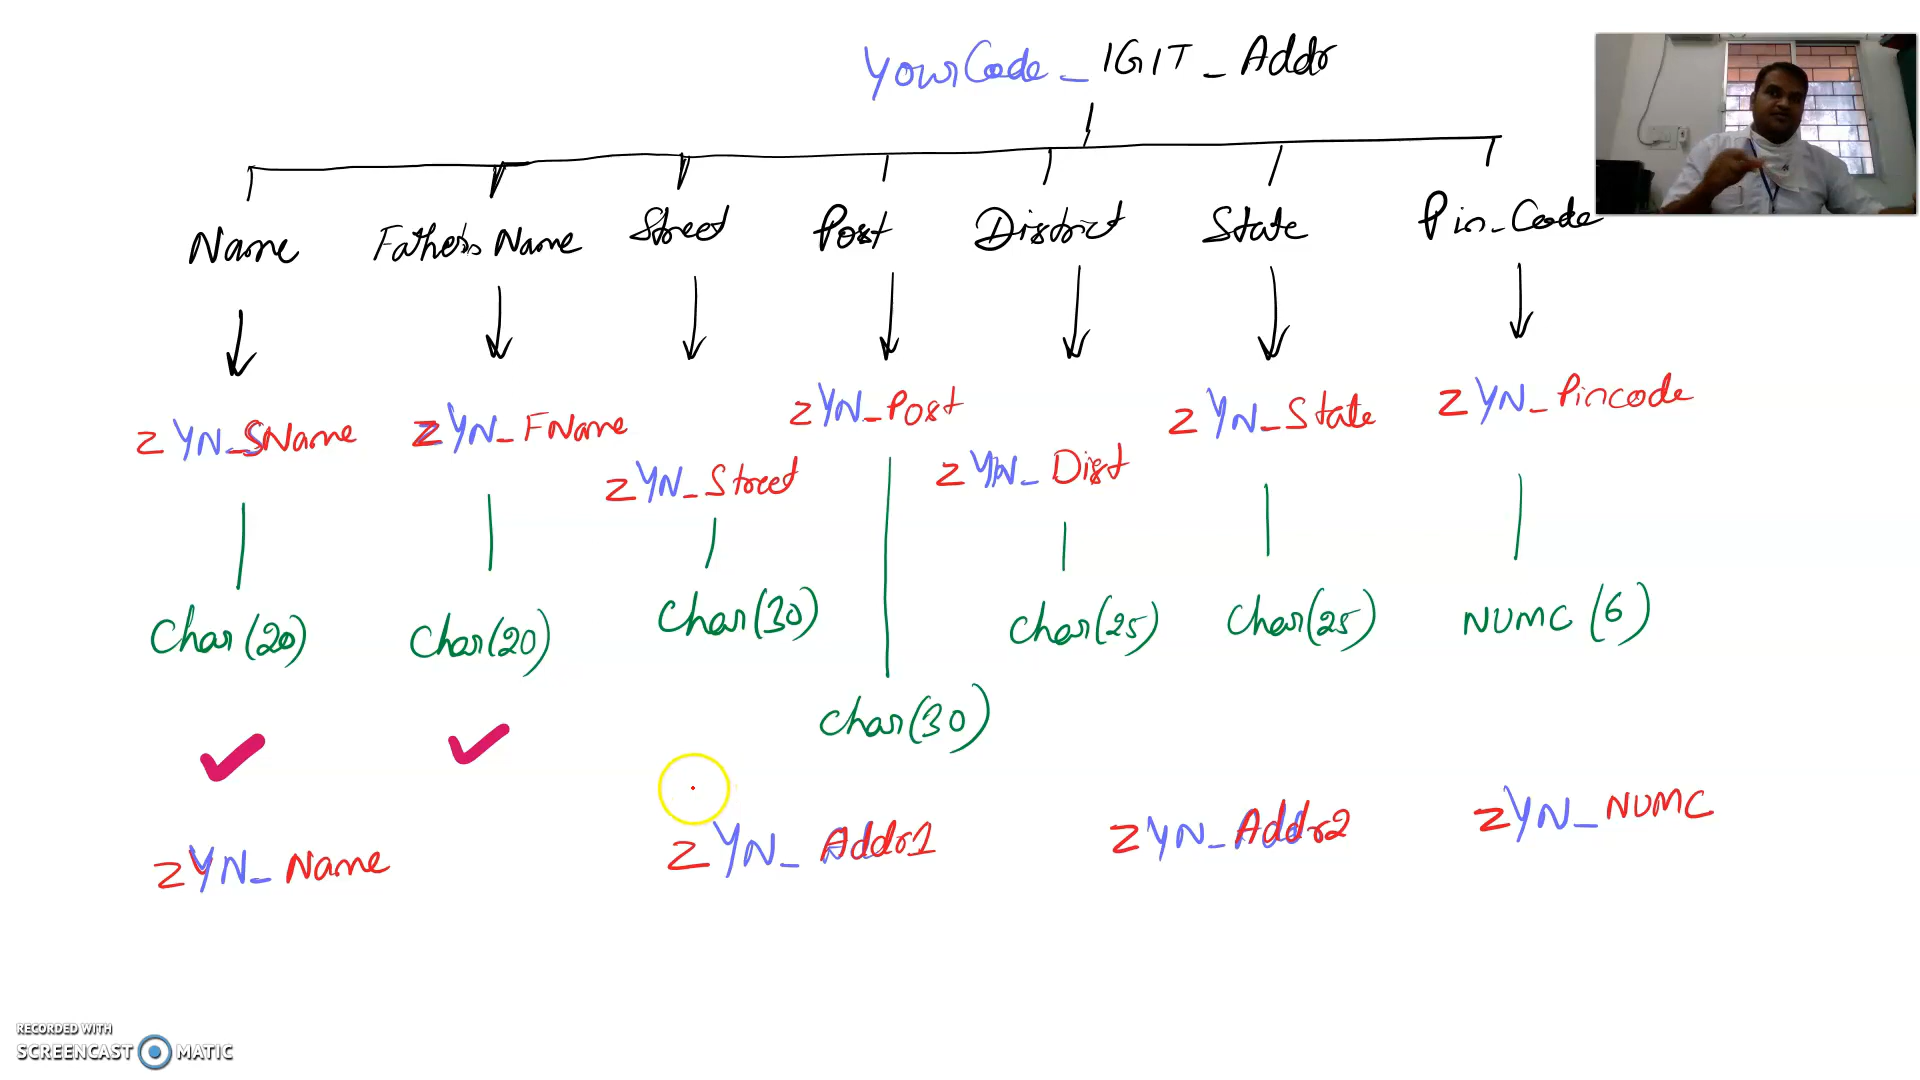 YourCode_IGIT_Addr
Name Father's Name Street Post District State Pin_Code
ZYN_SName ZYN_FName ZYN_Street ZYN_Post ZYN_Dist ZYN_State ZYN_Pincode
Char(20) Char(20) Char(30) Char(30) Char(25) Char(25) NUMC(6)
ZYN_Name ZYN_Addr1 ZYN_Addr2 ZYN_NUMC
RECORDED WITH
SCREENCAST MATIC